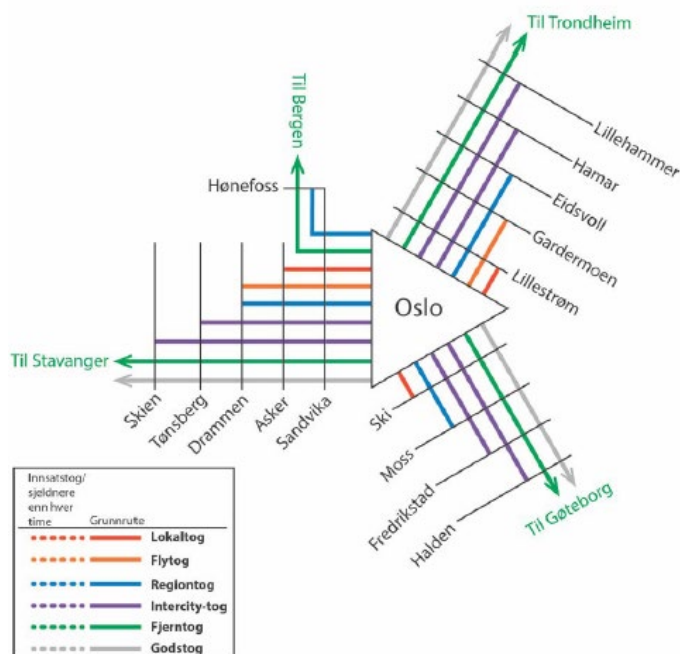 Til Trondheim
Til Bergen
Lillehammer
Hamar
Hønefoss
Eidsvoll
Gardermoen
Lillestrøm
Oslo
Til Stavanger
Skien
Tønsberg
Drammen
Asker
Sandvika
Ski
Moss
Fredrikstad
Halden
Til Gøteborg
Innsatstog/
sjeldnere
enn hver
time Grunnrute
Lokaltog
Flytog
Regiontog
Intercity-tog
Fjerntog
Godstog